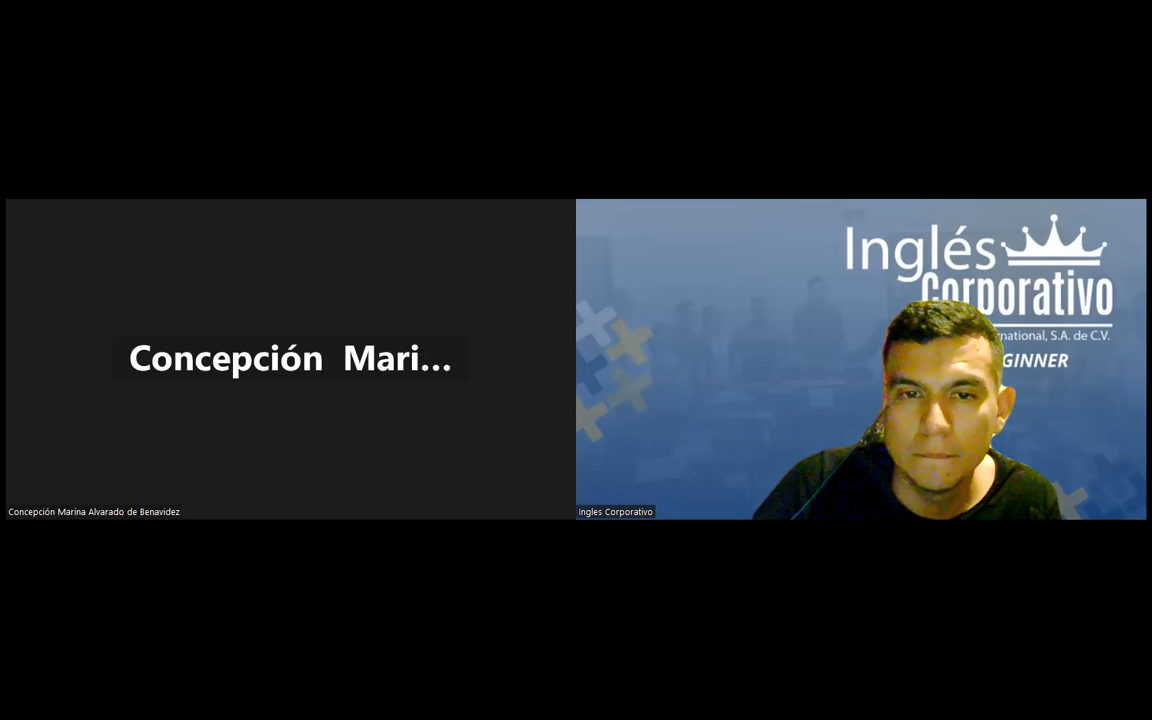 Concepción Mari...
Concepción Marina Alvarado de Benavidez
Inglés
Corporativo
national, S.A. de C.V.
GINNER
Ingles Corporativo